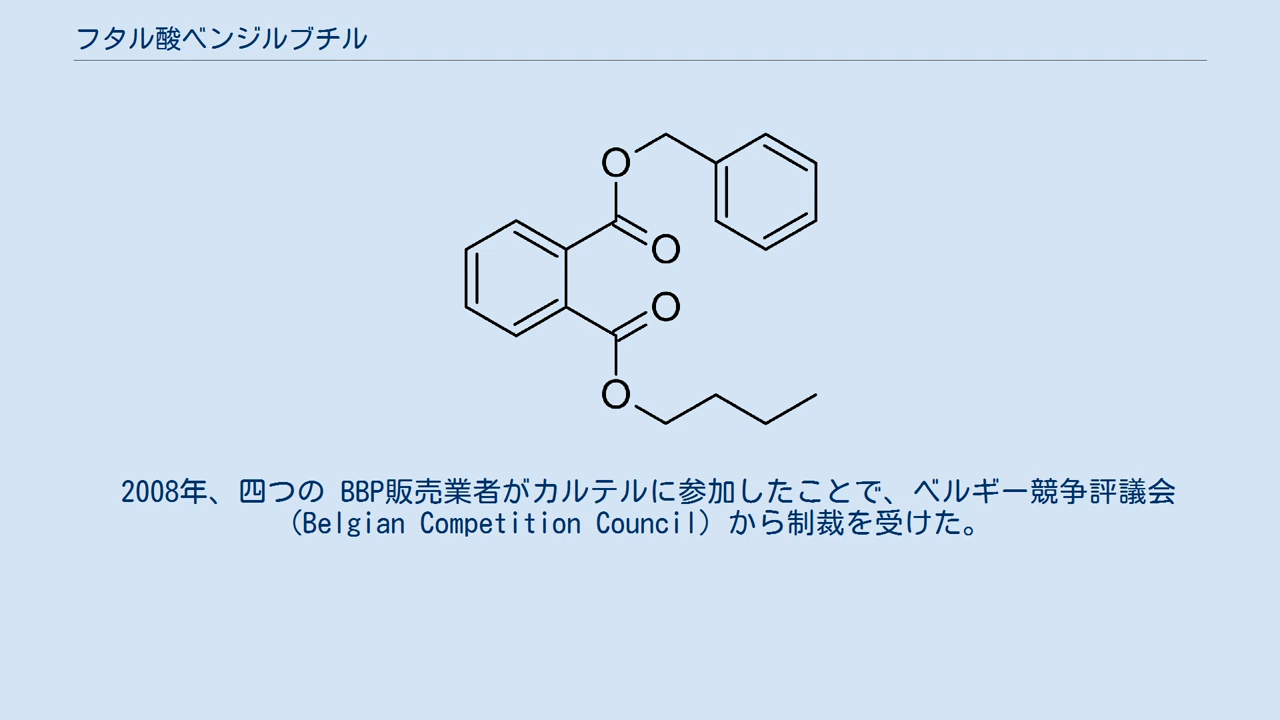 フタル酸ベンジルブチル
O
O
O
O
2008年、四つの BBP販売業者がカルテルに参加したことで、ベルギー競争評議会
（Belgian Competition Council）から制裁を受けた。